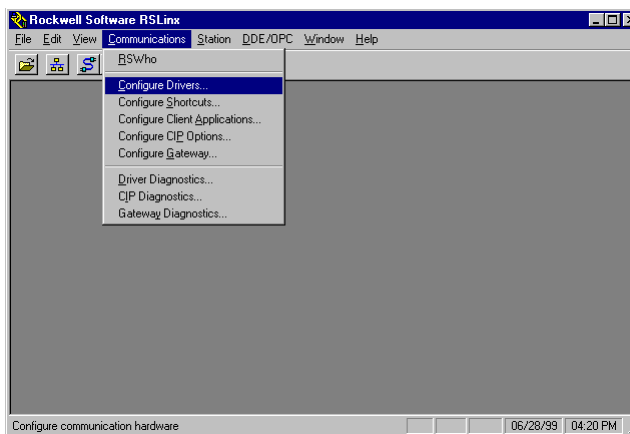 Rockwell Software RSLinx
File Edit View Communications Station DDE/OPC Window Help
RSWho
Configure Drivers...
Configure Shortcuts...
Configure Client Applications...
Configure CIP Options...
Configure Gateway...
Driver Diagnostics...
CIP Diagnostics...
Gateway Diagnostics...
Configure communication hardware 06/28/99 04:20 PM